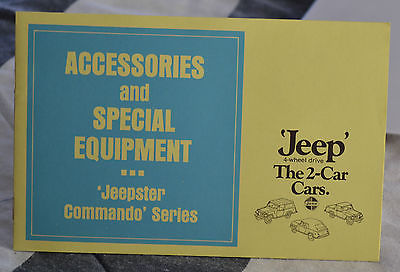 ACCESSORIES
and
SPECIAL
EQUIPMENT
'Jeepster
Commando' Series
'Jeep'
4-wheel drive
The 2-Car
Cars.